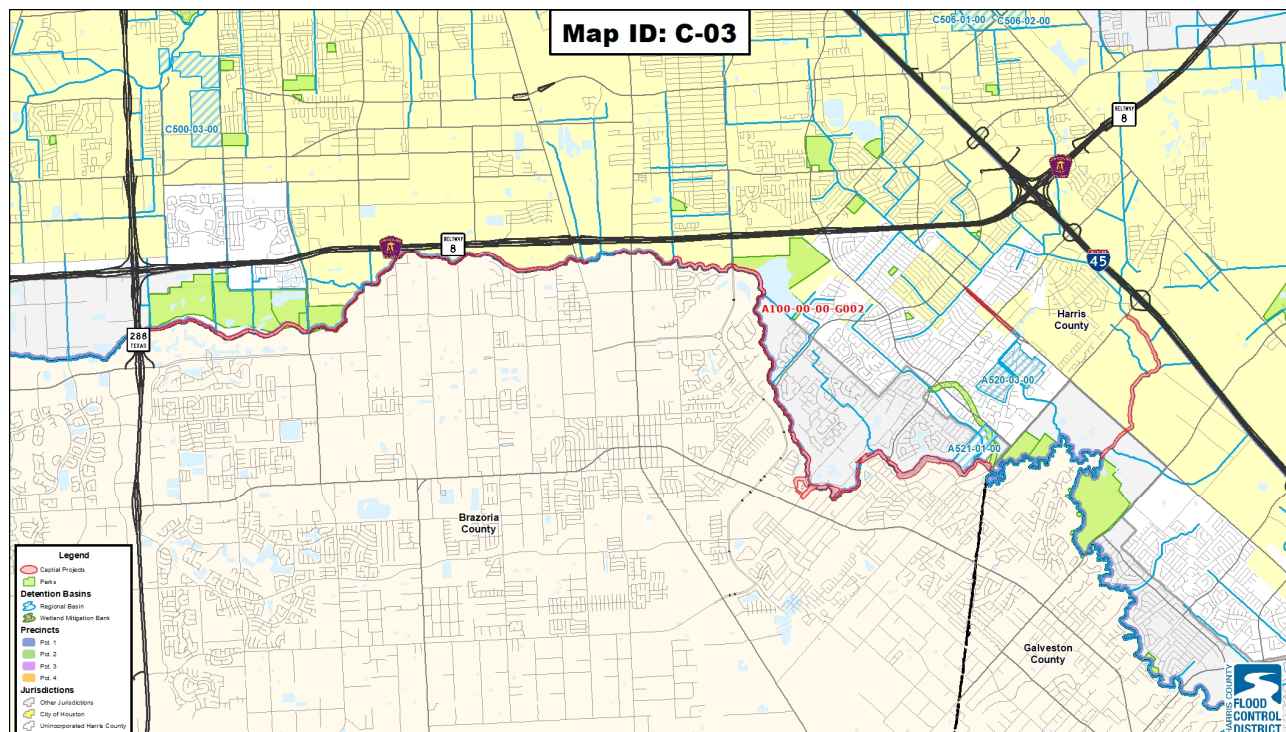 Map ID: C-03
C506-01-00
C506-02-00
C500-03-00
BELTWY
8
BELTWY
8
45
288
TEXAS
A100-00-00-G002
Harris
County
A520-03-00
A521-01-00
Brazoria
County
Galveston
County
Legend
Captial Projects
Parks
Detention Basins
Regional Basin
Wetland Mitigation Bank
Precincts
Pct. 1
Pct. 2
Pct. 3
Pct. 4
Jurisdictions
Other Jurisdictions
City of Houston
Unincorporated Harris County
HARRIS COUNTY
FLOOD
CONTROL
DISTRICT